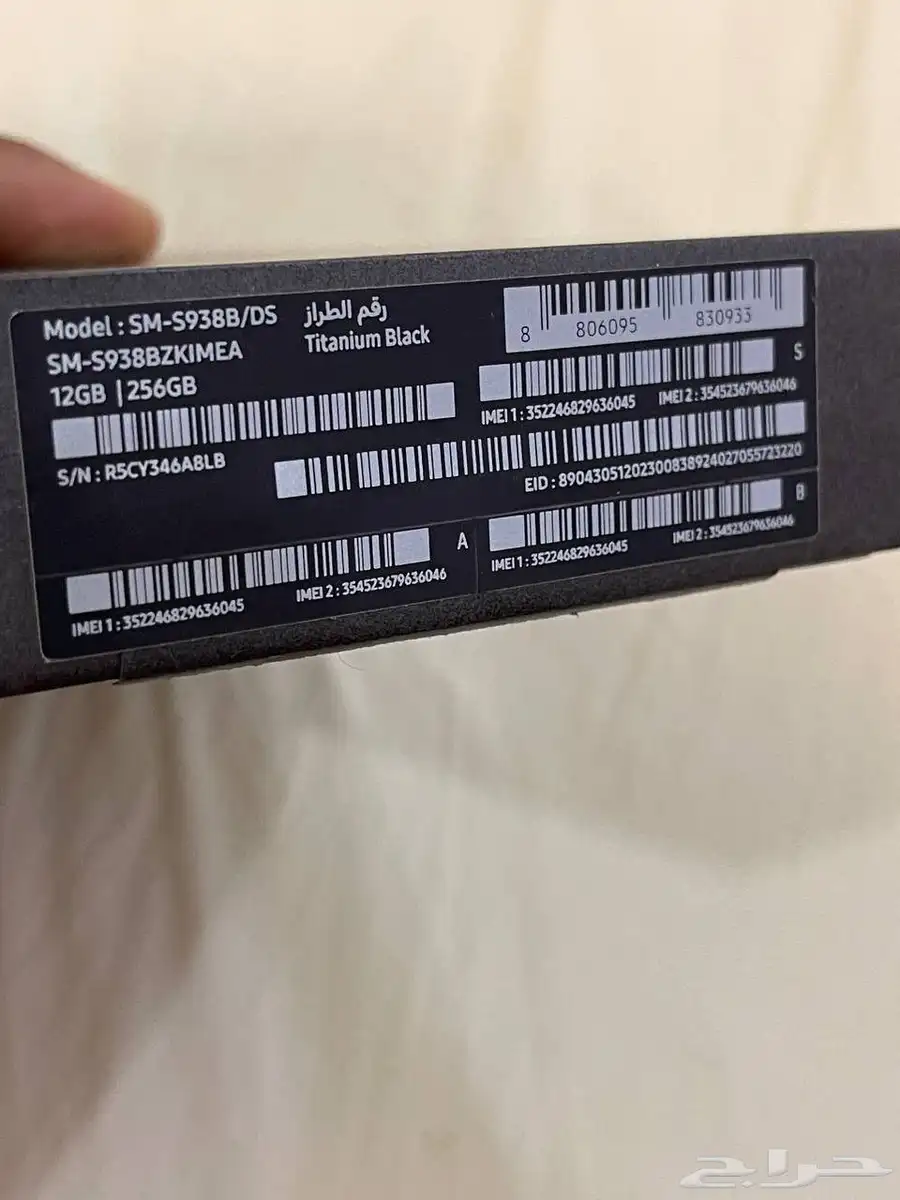 Model : SM-S938B/DS رقم الطراز
SM-S938BZKIMEA Titanium Black
12GB | 256GB
8 806095 830933
S
S/N : R5CY346A8LB
IMEI 1 : 352246829636045 IMEI 2 : 354523679636046
EID : 89043051202300838924027055723220
A
IMEI 1 : 352246829636045 IMEI 2 : 354523679636046
B
IMEI 1 : 352246829636045 IMEI 2 : 354523679636046
حراج